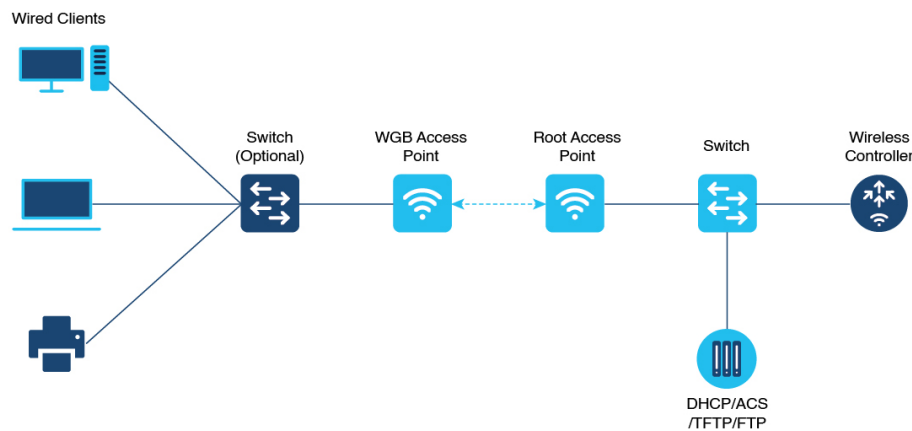 Wired Clients
Switch
(Optional)
WGB Access
Point
Root Access
Point
Switch
Wireless
Controller
DHCP/ACS
/TFTP/FTP